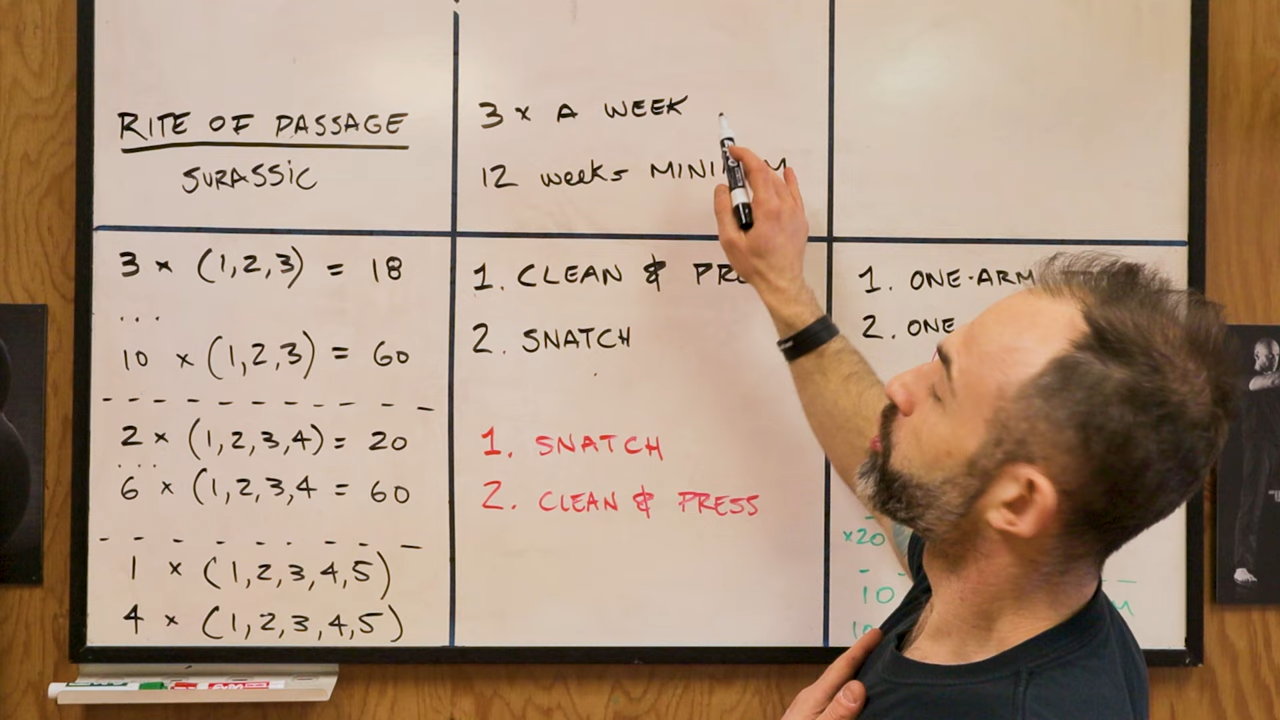 RITE OF PASSAGE
JURASSIC
3 x (1,2,3) = 18
...
10 x (1,2,3) = 60
2 x (1,2,3,4) = 20
...
6 x (1,2,3,4 = 60
1 x (1,2,3,4,5)
4 x (1,2,3,4,5)
3 x A WEEK
12 weeks
1. CLEAN &
2. SNATCH
1. SNATCH
2. CLEAN & PRESS
1. ONE-ARM
2. ONE
x20
10
EXPO